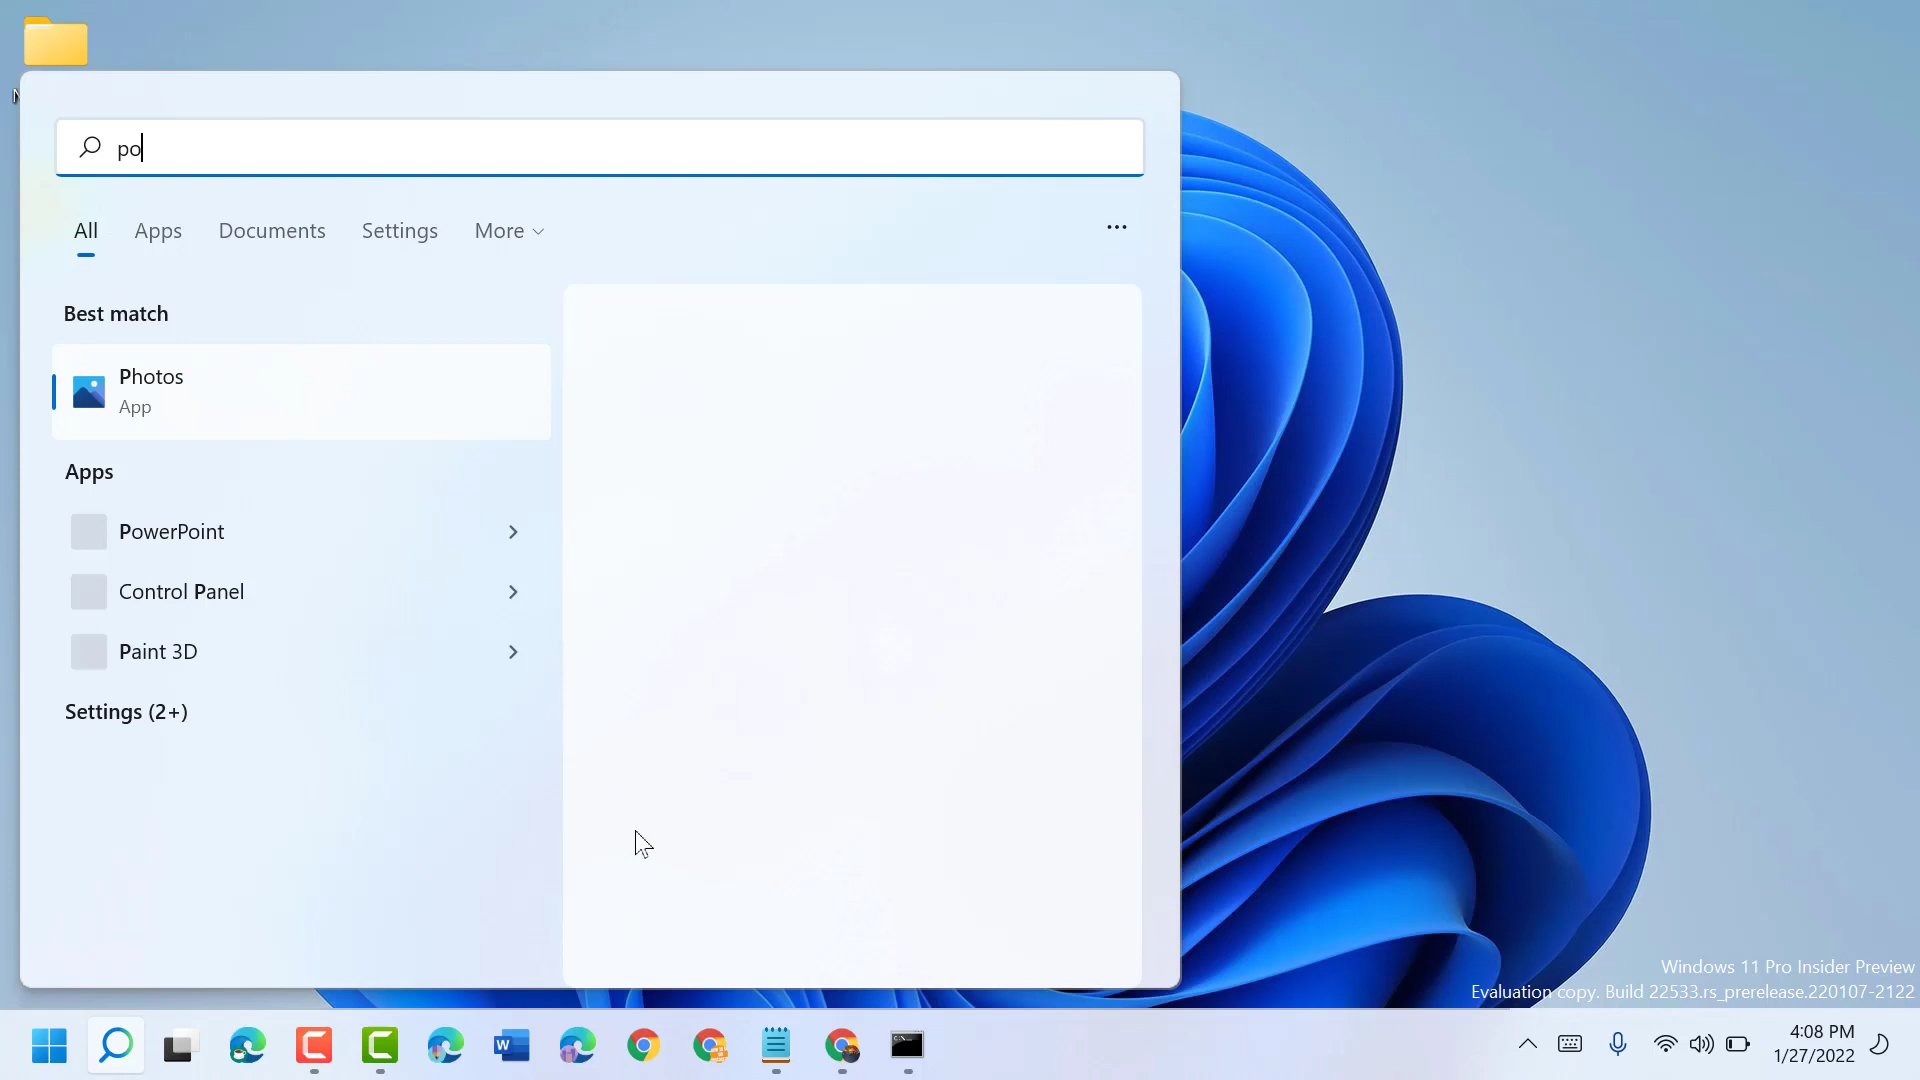 po
All Apps Documents Settings More
Best match
Photos
App
Apps
PowerPoint
Control Panel
Paint 3D
Settings (2+)
Windows 11 Pro Insider Preview
Evaluation copy. Build 22533.rs_prerelease.220107-2122
4:08 PM
1/27/2022